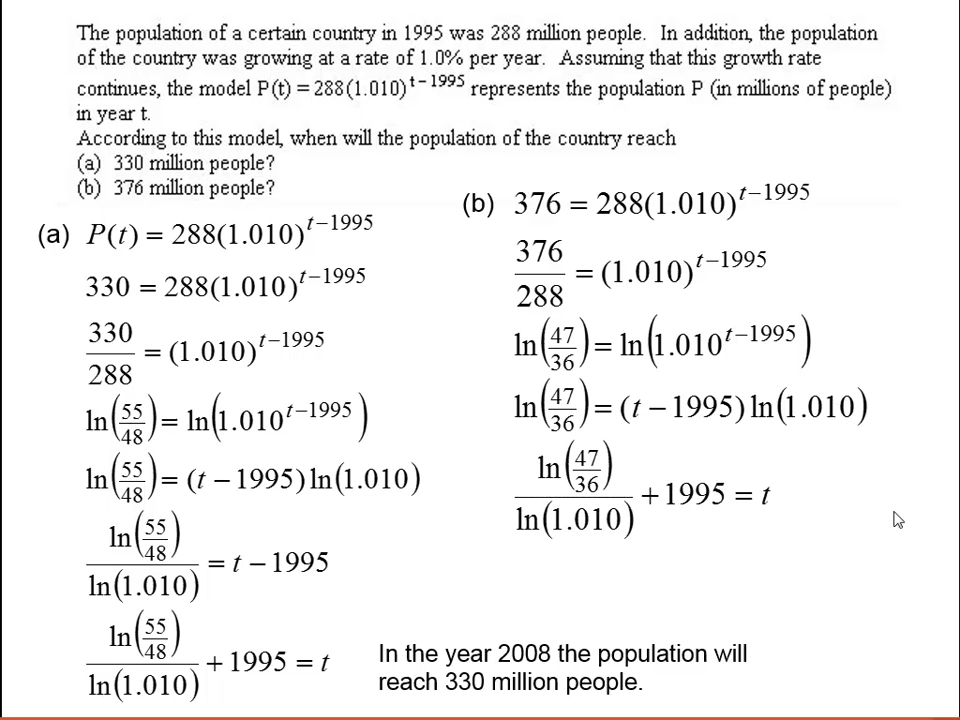 The population of a certain country in 1995 was 288 million people. In addition, the population
of the country was growing at a rate of 1.0% per year. Assuming that this growth rate
continues, the model P(t) = 288(1.010)^{t - 1995} represents the population P (in millions of people)
in year t.
According to this model, when will the population of the country reach
(a) 330 million people?
(b) 376 million people?
(a) P(t) = 288(1.010)^{t-1995}
330 = 288(1.010)^{t-1995}
330/288 = (1.010)^{t-1995}
ln(55/48) = ln(1.010^{t-1995})
ln(55/48) = (t - 1995) ln(1.010)
ln(55/48)/ln(1.010) = t - 1995
ln(55/48)/ln(1.010) + 1995 = t
(b) 376 = 288(1.010)^{t-1995}
376/288 = (1.010)^{t-1995}
ln(47/36) = ln(1.010^{t-1995})
ln(47/36) = (t - 1995) ln(1.010)
ln(47/36)/ln(1.010) + 1995 = t
In the year 2008 the population will
reach 330 million people.